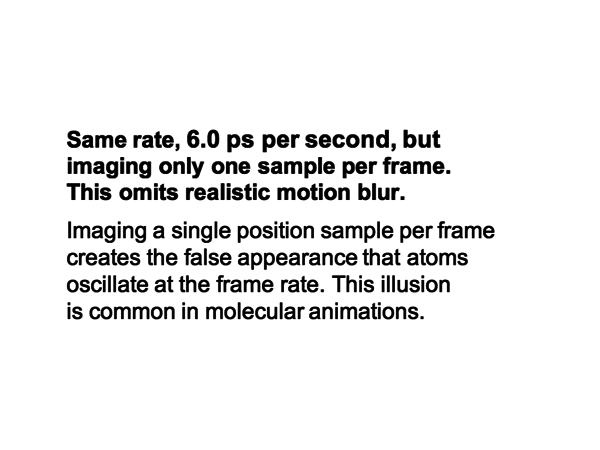 Same rate, 6.0 ps per second, but
imaging only one sample per frame.
This omits realistic motion blur.
Imaging a single position sample per frame
creates the false appearance that atoms
oscillate at the frame rate. This illusion
is common in molecular animations.